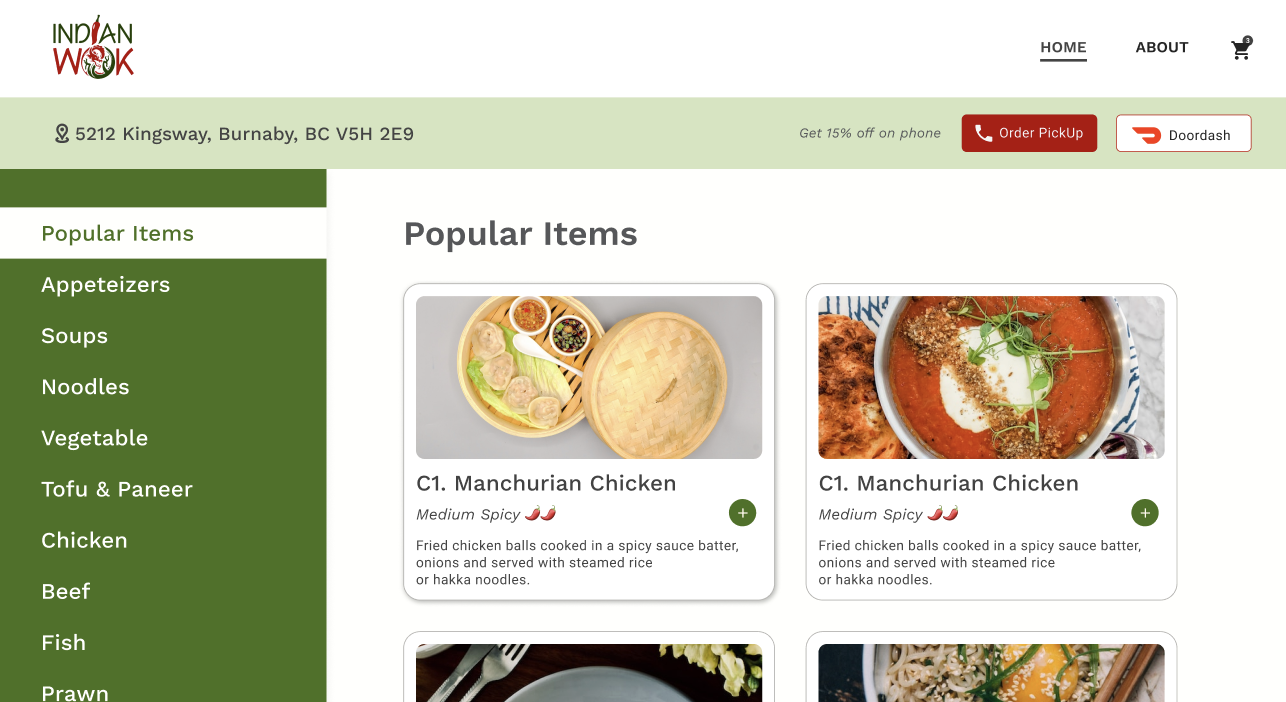 INDIAN
WOK
HOME
ABOUT
3
5212 Kingsway, Burnaby, BC V5H 2E9
Get 15% off on phone
Order PickUp
Doordash
Popular Items
Appeteizers
Soups
Noodles
Vegetable
Tofu & Paneer
Chicken
Beef
Fish
Prawn
Popular Items
C1. Manchurian Chicken
Medium Spicy 🌶️🌶️
+
Fried chicken balls cooked in a spicy sauce batter,
onions and served with steamed rice
or hakka noodles.
C1. Manchurian Chicken
Medium Spicy 🌶️🌶️
+
Fried chicken balls cooked in a spicy sauce batter,
onions and served with steamed rice
or hakka noodles.